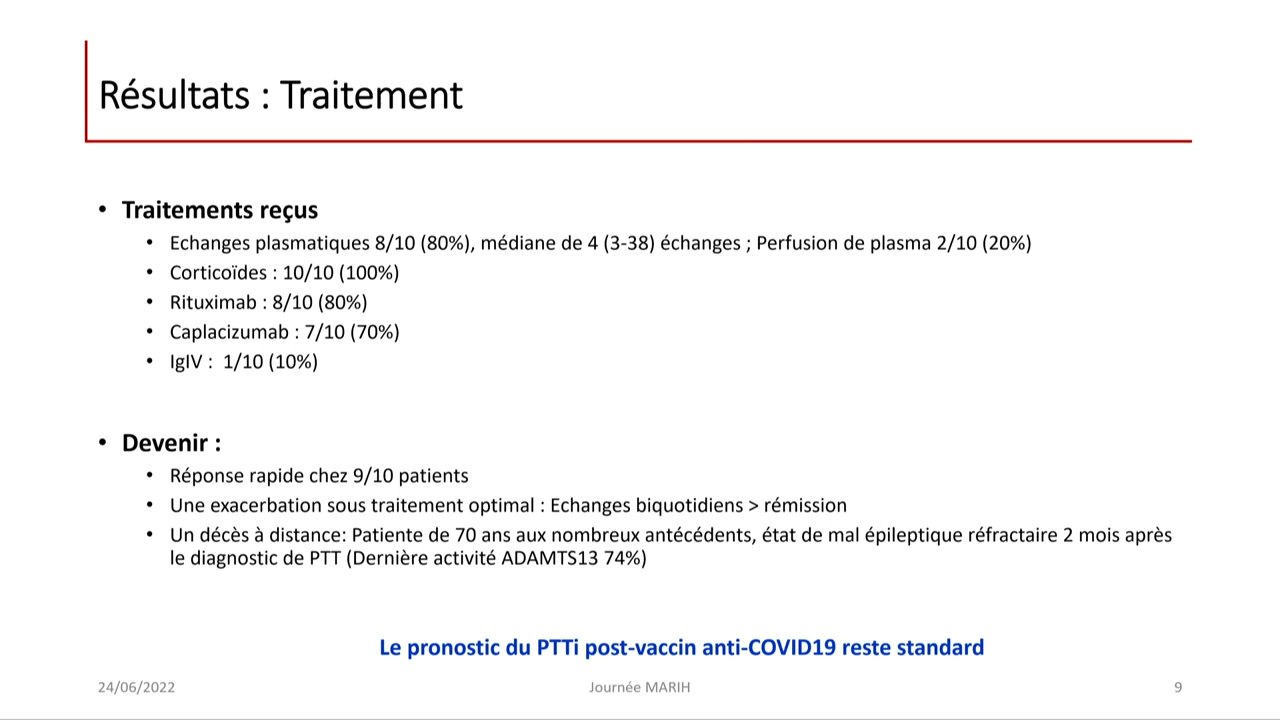 Résultats : Traitement
• Traitements reçus
• Echanges plasmatiques 8/10 (80%), médiane de 4 (3-38) échanges ; Perfusion de plasma 2/10 (20%)
• Corticoïdes : 10/10 (100%)
• Rituximab : 8/10 (80%)
• Caplacizumab : 7/10 (70%)
• IgIV :  1/10 (10%)
• Devenir :
• Réponse rapide chez 9/10 patients
• Une exacerbation sous traitement optimal : Echanges biquotidiens > rémission
• Un décès à distance: Patiente de 70 ans aux nombreux antécédents, état de mal épileptique réfractaire 2 mois après
le diagnostic de PTT (Dernière activité ADAMTS13 74%)
Le pronostic du PTTi post-vaccin anti-COVID19 reste standard
24/06/2022
Journée MARIH
9